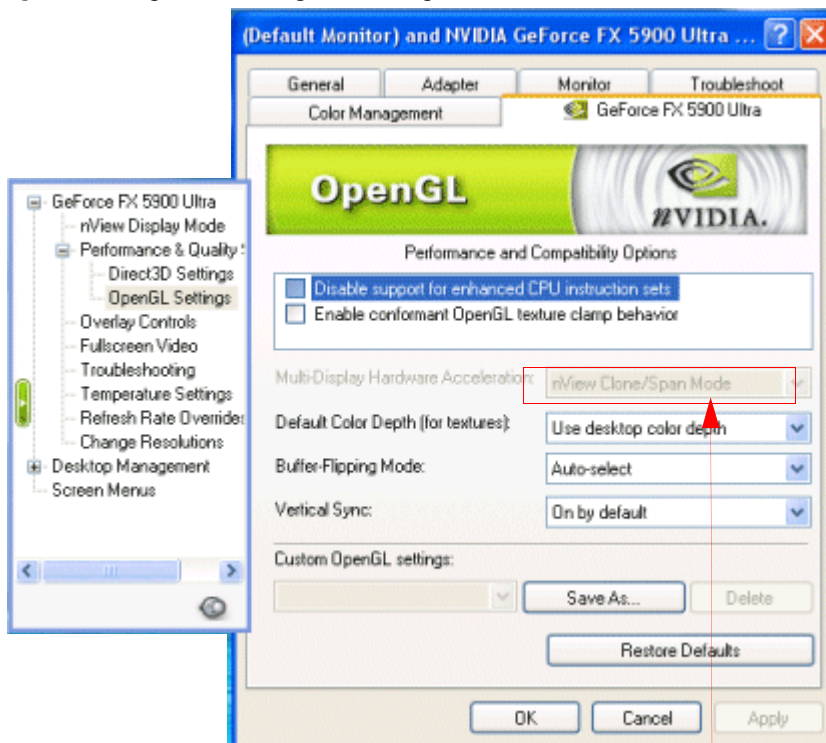 (Default Monitor) and NVIDIA GeForce FX 5900 Ultra ...
General Adapter Monitor Troubleshoot
Color Management GeForce FX 5900 Ultra
OpenGL
NVIDIA.
Performance and Compatibility Options
Disable support for enhanced CPU instruction sets
Enable conformant OpenGL texture clamp behavior
Multi-Display Hardware Acceleration: nView Clone/Span Mode
Default Color Depth (for textures): Use desktop color depth
Buffer-Flipping Mode: Auto-select
Vertical Sync: On by default
Custom OpenGL settings:
Save As... Delete
Restore Defaults
OK Cancel Apply
GeForce FX 5900 Ultra
nView Display Mode
Performance & Quality
Direct3D Settings
OpenGL Settings
Overlay Controls
Fullscreen Video
Troubleshooting
Temperature Settings
Refresh Rate Overrides
Change Resolutions
Desktop Management
Screen Menus